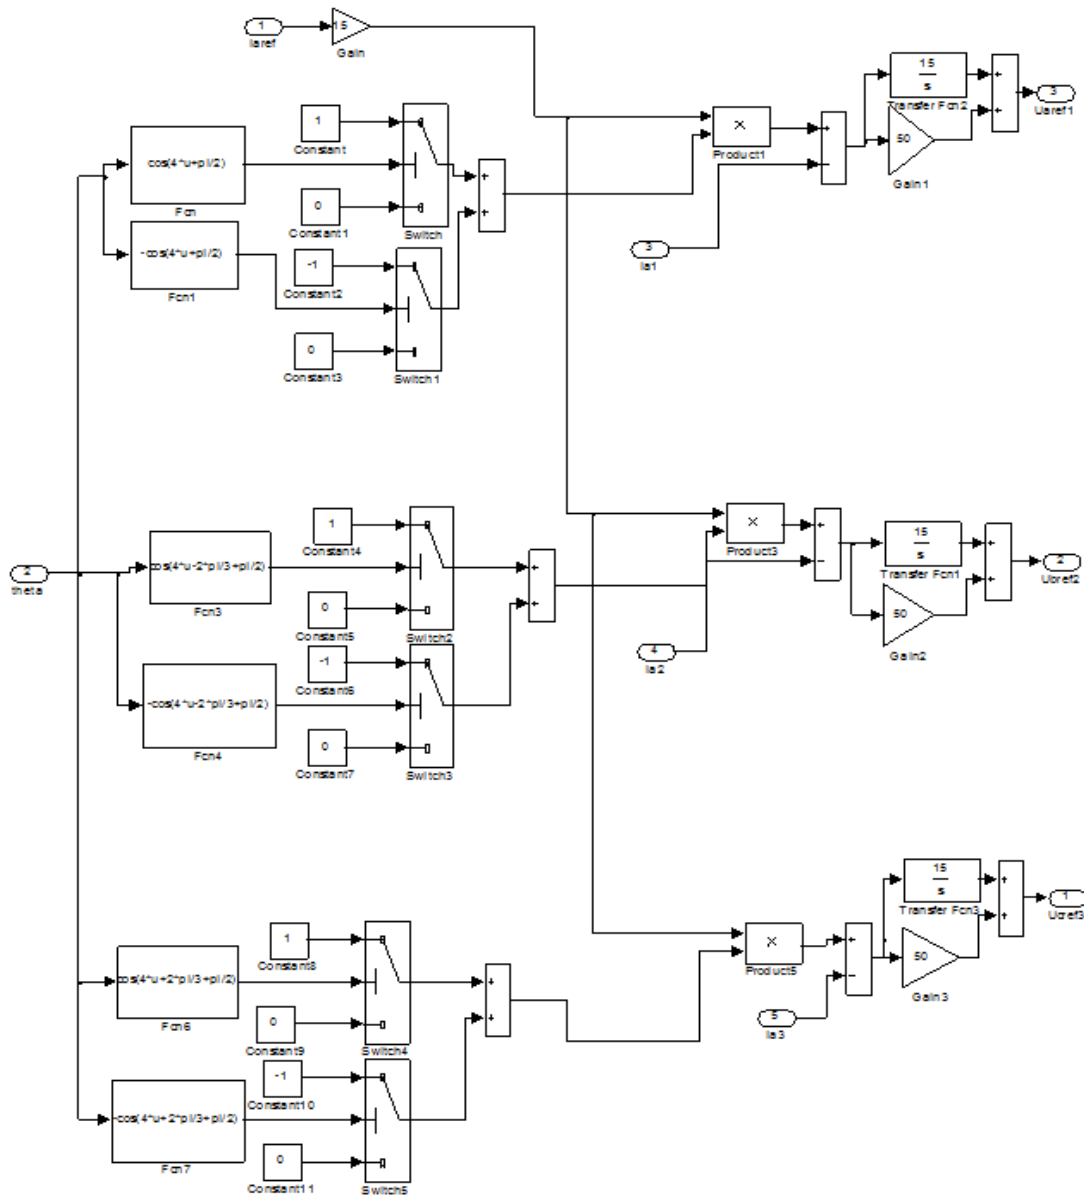 1
Iaref
15
Gain
1
Constant
cos(4*u+pi/2)
Fcn
0
Constant1
Switch
+
+
-cos(4*u+pi/2)
Fcn1
-1
Constant2
0
Constant3
Switch1
×
Product1
3
Ia1
+
−
15
s
Transfer Fcn2
50
Gain1
+
+
3
Uaref1
2
theta
cos(4*u-2*pi/3+pi/2)
Fcn3
1
Constant4
0
Constant5
Switch2
-cos(4*u-2*pi/3+pi/2)
Fcn4
-1
Constant6
0
Constant7
Switch3
+
+
×
Product3
4
Ia2
+
−
15
s
Transfer Fcn1
50
Gain2
+
+
2
Ubref2
cos(4*u+2*pi/3+pi/2)
Fcn6
1
Constant8
0
Constant9
Switch4
-cos(4*u+2*pi/3+pi/2)
Fcn7
-1
Constant10
0
Constant11
Switch5
+
+
×
Product5
5
Ia3
+
−
15
s
Transfer Fcn3
50
Gain3
+
+
1
Ucref3